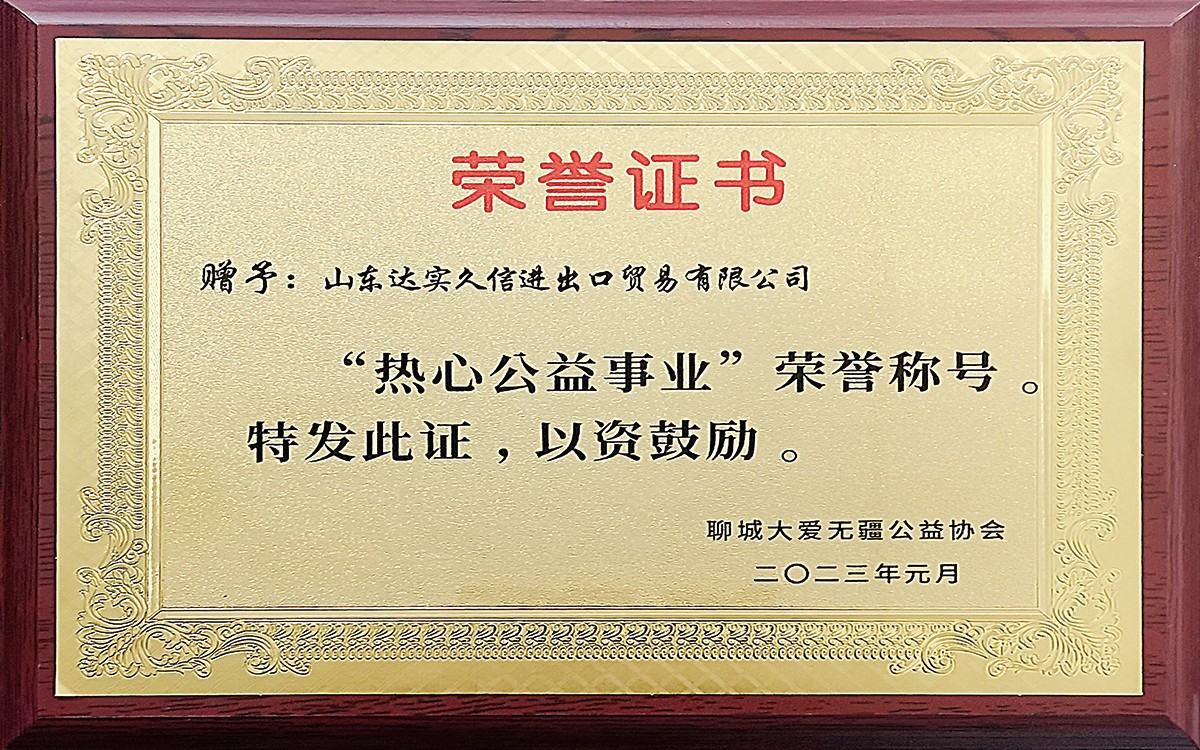 荣誉证书
赠予：山东达实久信进出口贸易有限公司
“热心公益事业”荣誉称号。
特发此证，以资鼓励。
聊城大爱无疆公益协会
二〇二三年元月